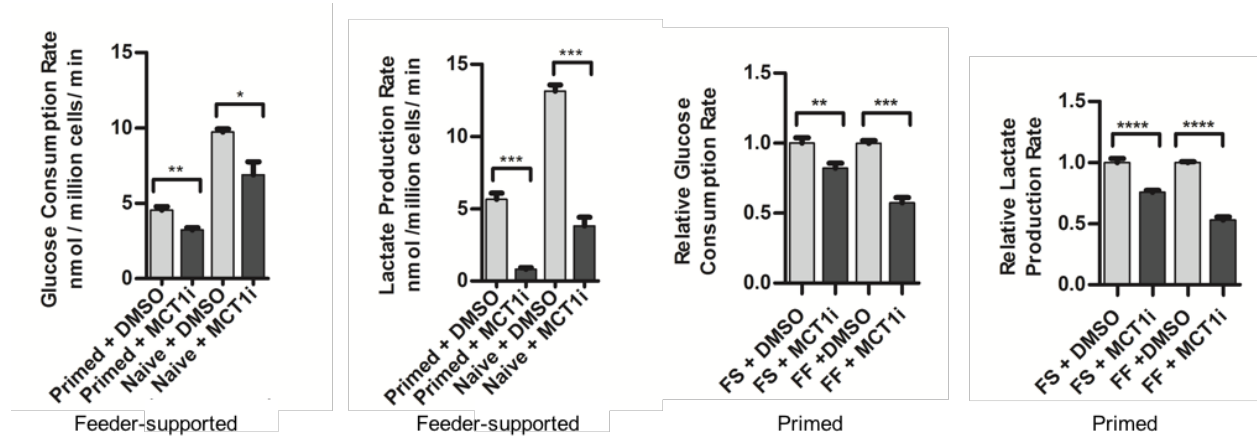 Glucose Consumption Rate
nmol / million cells/ min
15
10
5
0
**
*
Primed + DMSO
Primed + MCT1i
Naive + DMSO
Naive + MCT1i
Feeder-supported
Lactate Production Rate
nmol /million cells/ min
15
10
5
0
***
***
Primed + DMSO
Primed + MCT1i
Naive + DMSO
Naive + MCT1i
Feeder-supported
Relative Glucose
Consumption Rate
1.5
1.0
0.5
0.0
**
***
FS + DMSO
FS + MCT1i
FF +DMSO
FF + MCT1i
Primed
Relative Lactate
Production Rate
1.5
1.0
0.5
0.0
****
****
FS + DMSO
FS + MCT1i
FF +DMSO
FF + MCT1i
Primed